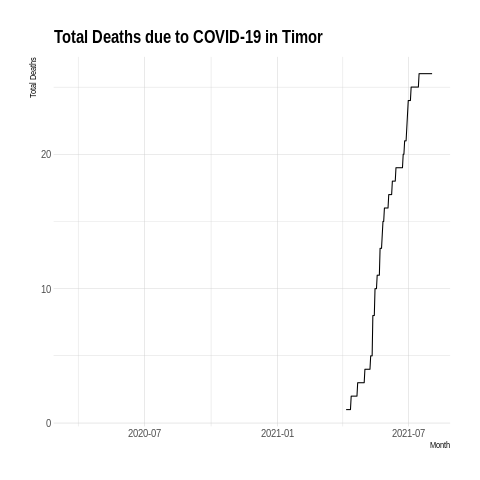 Total Deaths due to COVID-19 in Timor
Total Deaths
20
10
0
2020-07 2021-01 2021-07
Month